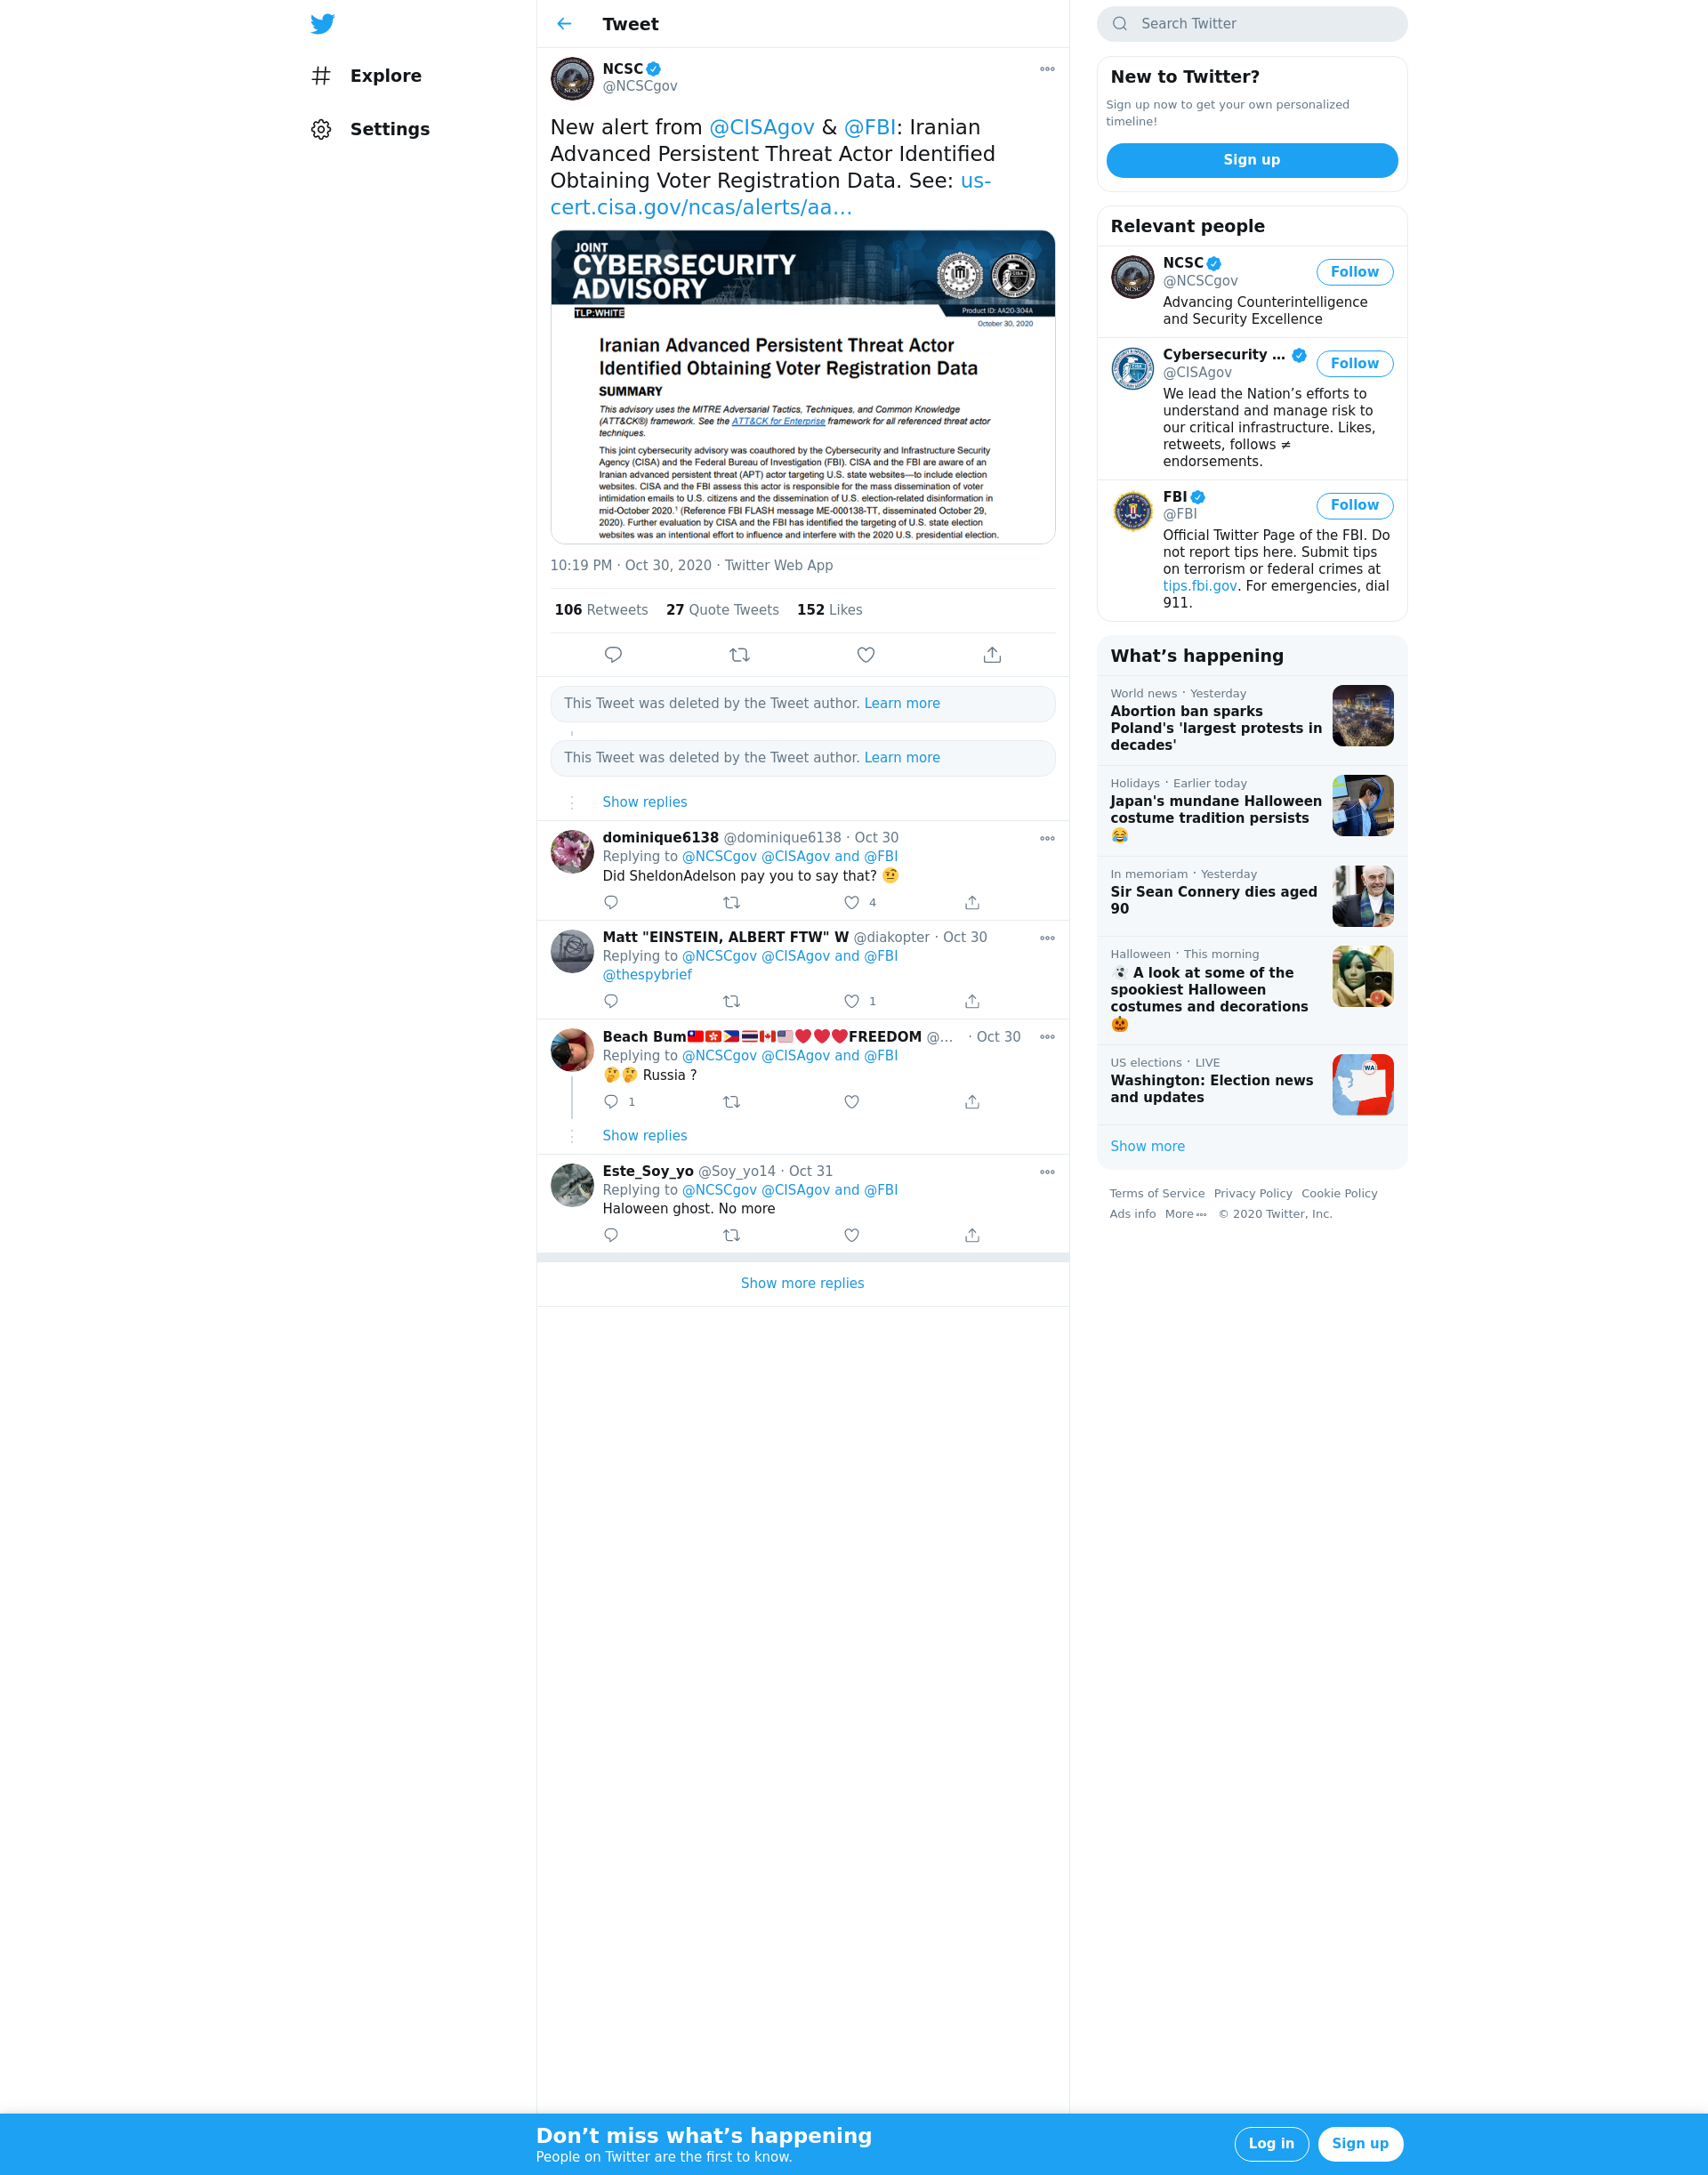 Explore
Settings
Tweet
NCSC
@NCSCgov
New alert from @CISAgov & @FBI: Iranian
Advanced Persistent Threat Actor Identified
Obtaining Voter Registration Data. See: us-
cert.cisa.gov/ncas/alerts/aa…
JOINT
CYBERSECURITY
ADVISORY
TLP:WHITE
Product ID: AA20-304A
October 30, 2020
Iranian Advanced Persistent Threat Actor
Identified Obtaining Voter Registration Data
SUMMARY
This advisory uses the MITRE Adversarial Tactics, Techniques, and Common Knowledge
(ATT&CK®) framework. See the ATT&CK for Enterprise framework for all referenced threat actor
techniques.
This joint cybersecurity advisory was coauthored by the Cybersecurity and Infrastructure Security
Agency (CISA) and the Federal Bureau of Investigation (FBI). CISA and the FBI are aware of an
Iranian advanced persistent threat (APT) actor targeting U.S. state websites—to include election
websites. CISA and the FBI assess this actor is responsible for the mass dissemination of voter
intimidation emails to U.S. citizens and the dissemination of U.S. election-related disinformation in
mid-October 2020.¹ (Reference FBI FLASH message ME-000138-TT, disseminated October 29,
2020). Further evaluation by CISA and the FBI has identified the targeting of U.S. state election
websites was an intentional effort to influence and interfere with the 2020 U.S. presidential election.
10:19 PM · Oct 30, 2020 · Twitter Web App
106 Retweets 27 Quote Tweets 152 Likes
This Tweet was deleted by the Tweet author. Learn more
This Tweet was deleted by the Tweet author. Learn more
Show replies
dominique6138 @dominique6138 · Oct 30
Replying to @NCSCgov @CISAgov and @FBI
Did SheldonAdelson pay you to say that? 🤨
4
Matt "EINSTEIN, ALBERT FTW" W @diakopter · Oct 30
Replying to @NCSCgov @CISAgov and @FBI
@thespybrief
1
Beach Bum🇹🇼🇭🇰🇵🇭🇹🇭🇨🇦🇺🇸❤️❤️❤️FREEDOM @… · Oct 30
Replying to @NCSCgov @CISAgov and @FBI
🤔🤔 Russia ?
1
Show replies
Este_Soy_yo @Soy_yo14 · Oct 31
Replying to @NCSCgov @CISAgov and @FBI
Haloween ghost. No more
Show more replies
Search Twitter
New to Twitter?
Sign up now to get your own personalized
timeline!
Sign up
Relevant people
NCSC
@NCSCgov
Follow
Advancing Counterintelligence
and Security Excellence
Cybersecurity …
@CISAgov
Follow
We lead the Nation’s efforts to
understand and manage risk to
our critical infrastructure. Likes,
retweets, follows ≠
endorsements.
FBI
@FBI
Follow
Official Twitter Page of the FBI. Do
not report tips here. Submit tips
on terrorism or federal crimes at
tips.fbi.gov. For emergencies, dial
911.
What’s happening
World news · Yesterday
Abortion ban sparks
Poland's 'largest protests in
decades'
Holidays · Earlier today
Japan's mundane Halloween
costume tradition persists
😂
In memoriam · Yesterday
Sir Sean Connery dies aged
90
Halloween · This morning
👻 A look at some of the
spookiest Halloween
costumes and decorations
🎃
US elections · LIVE
Washington: Election news
and updates
WA
Show more
Terms of Service Privacy Policy Cookie Policy
Ads info More © 2020 Twitter, Inc.
Don’t miss what’s happening
People on Twitter are the first to know.
Log in
Sign up